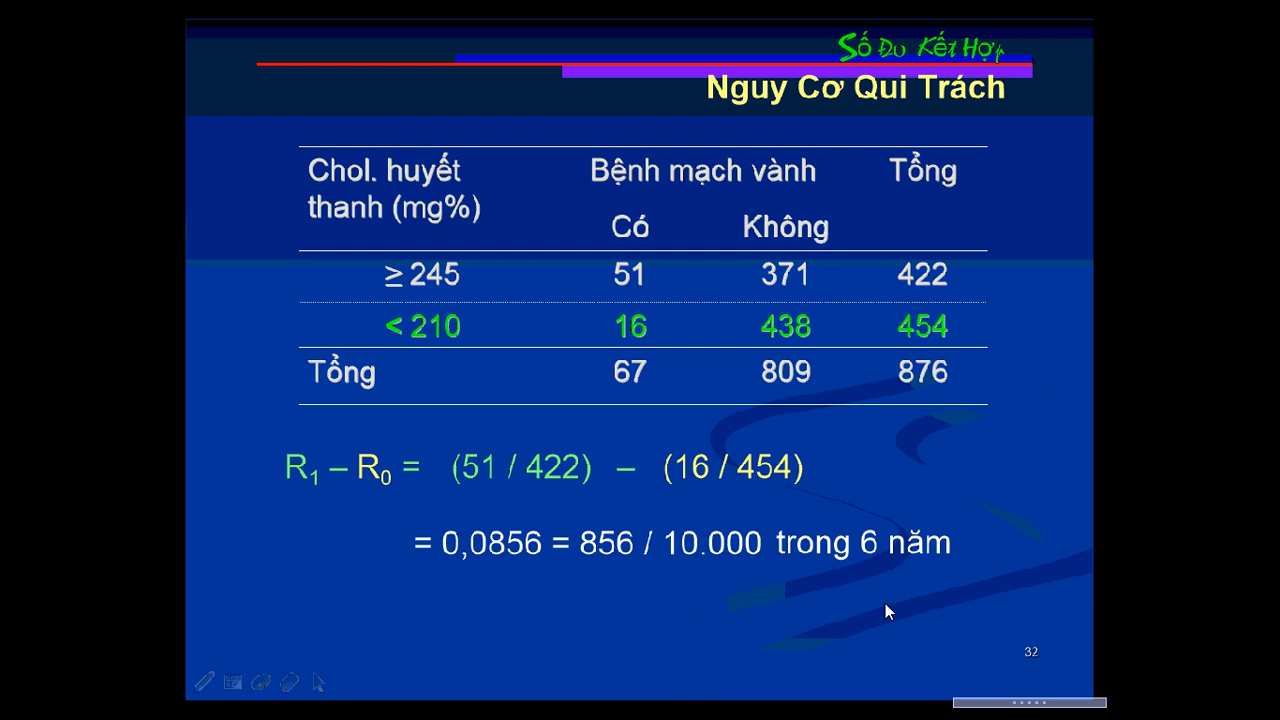 Số Đo Kết Hợp
Nguy Cơ Qui Trách
Chol. huyết thanh (mg%) Bệnh mạch vành Tổng
Có Không
≥ 245 51 371 422
< 210 16 438 454
Tổng 67 809 876
R1 – R0 = (51 / 422) – (16 / 454)
= 0,0856 = 856 / 10.000 trong 6 năm
32